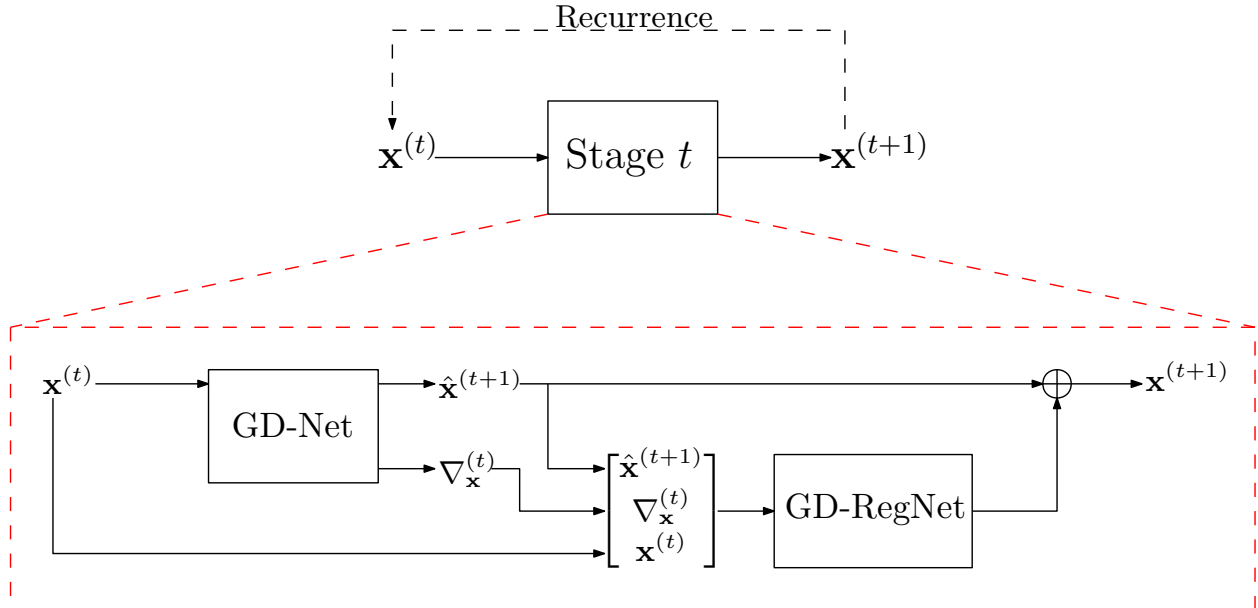 Recurrence
𝐱^(t) Stage t 𝐱^(t+1)
𝐱^(t) GD-Net 𝐱̂^(t+1) ⊕ 𝐱^(t+1)
∇_𝐱^(t)
[𝐱̂^(t+1)
∇_𝐱^(t)
𝐱^(t)]
GD-RegNet